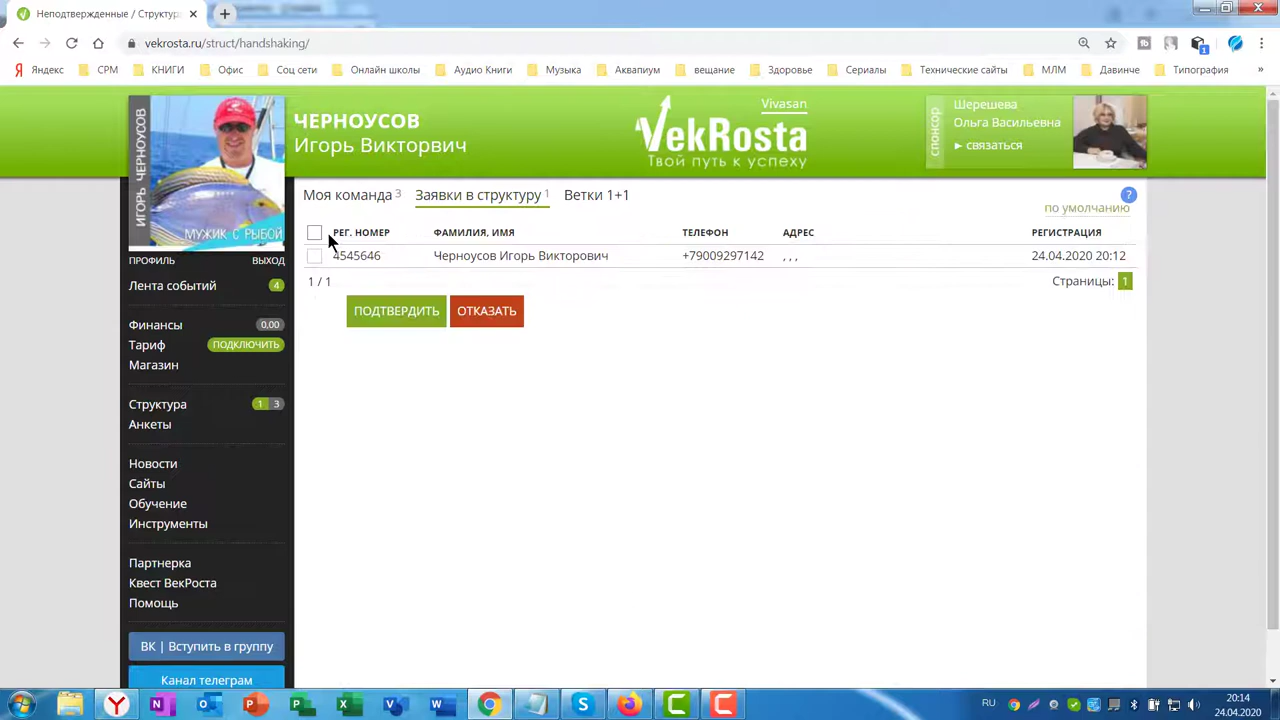 Неподтвержденные / Структур
vekrosta.ru/struct/handshaking/
Яндекс
СРМ
КНИГИ
Офис
Соц сети
Онлайн школы
Аудио Книги
Музыка
Аквапиум
вещание
Здоровье
Сериалы
Технические сайты
МЛМ
Давинче
Типография
»
ИГОРЬ ЧЕРНОУСОВ
МУЖИК С РЫБОЙ
ЧЕРНОУСОВ
Игорь Викторвич
Vivasan
VekRosta
Твой путь к успеху
спонсор
Шерешева
Ольга Васильевна
► связаться
ПРОФИЛЬ ВЫХОД
Лента событий 4
Финансы 0,00
Тариф ПОДКЛЮЧИТЬ
Магазин
Структура 1 3
Анкеты
Новости
Сайты
Обучение
Инструменты
Партнерка
Квест ВекРоста
Помощь
ВК | Вступить в группу
Канал телеграм
Моя команда 3 Заявки в структуру 1 Ветки 1+1
?
по умолчанию
РЕГ. НОМЕР ФАМИЛИЯ, ИМЯ ТЕЛЕФОН АДРЕС РЕГИСТРАЦИЯ
4545646 Черноусов Игорь Викторович +79009297142 , , , 24.04.2020 20:12
1 / 1 Страницы: 1
ПОДТВЕРДИТЬ ОТКАЗАТЬ
RU
20:14
24.04.2020